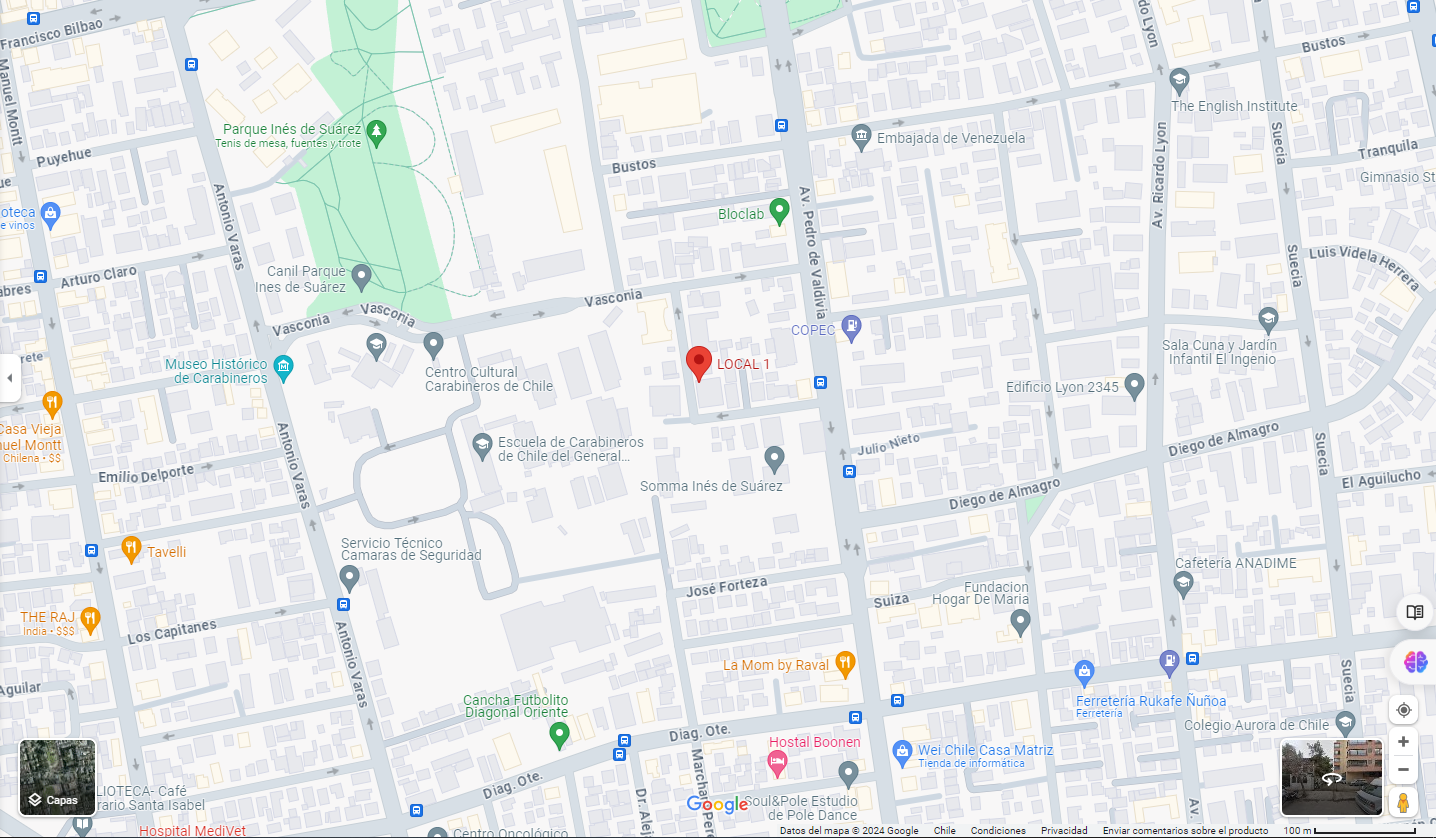 Francisco Bilbao
Manuel Montt
Puyehue
Antonio Varas
Parque Inés de Suárez
Tenis de mesa, fuentes y trote
Bustos
Embajada de Venezuela
Bustos
The English Institute
do Lyon
Av. Ricardo Lyon
Suecia
Tranquila
Gimnasio St
ioteca
e vinos
Arturo Claro
abres
Canil Parque
Ines de Suárez
Bloclab
Av. Pedro de Valdivia
Luis Videla Herrera
Suecia
Vasconia
Vasconia
Vasconia
COPEC
Museo Histórico
de Carabineros
Centro Cultural
Carabineros de Chile
LOCAL 1
Sala Cuna y Jardín
Infantil El Ingenio
Edificio Lyon 2345
Casa Vieja
nuel Montt
Chilena • $$
Emilio Delporte
Antonio Varas
Escuela de Carabineros
de Chile del General...
Somma Inés de Suárez
Julio Nieto
Diego de Almagro
Diego de Almagro
Suecia
El Aguilucho
Tavelli
Servicio Técnico
Camaras de Seguridad
José Forteza
Suiza
Fundacion
Hogar De Maria
Cafetería ANADIME
THE RAJ
India • $$$
Los Capitanes
Antonio Varas
La Mom by Raval
Aguilar
Cancha Futbolito
Diagonal Oriente
Diag. Ote.
Ferretería Rukafe Ñuñoa
Ferretería
Suecia
Colegio Aurora de Chile
Hostal Boonen
Wei Chile Casa Matriz
Tienda de informática
Diag. Ote.
Capas
LIOTECA- Café
rario Santa Isabel
Hospital MediVet
Centro Oncológico
Dr. Alej
Google
Soul&Pole Estudio
de Pole Dance
Av.
Datos del mapa © 2024 Google
Chile
Condiciones
Privacidad
Enviar comentarios sobre el producto
100 m